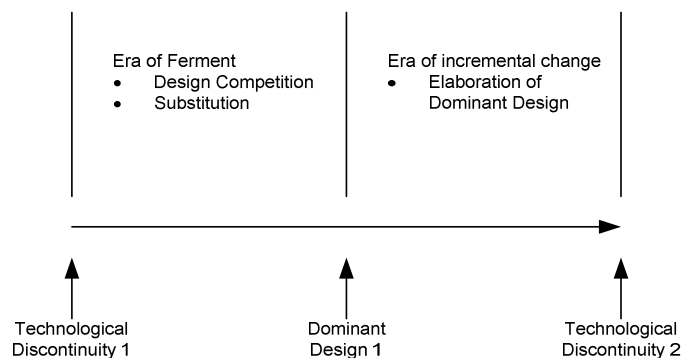 Era of Ferment
• Design Competition
• Substitution
Era of incremental change
• Elaboration of
Dominant Design
Technological
Discontinuity 1
Dominant
Design 1
Technological
Discontinuity 2